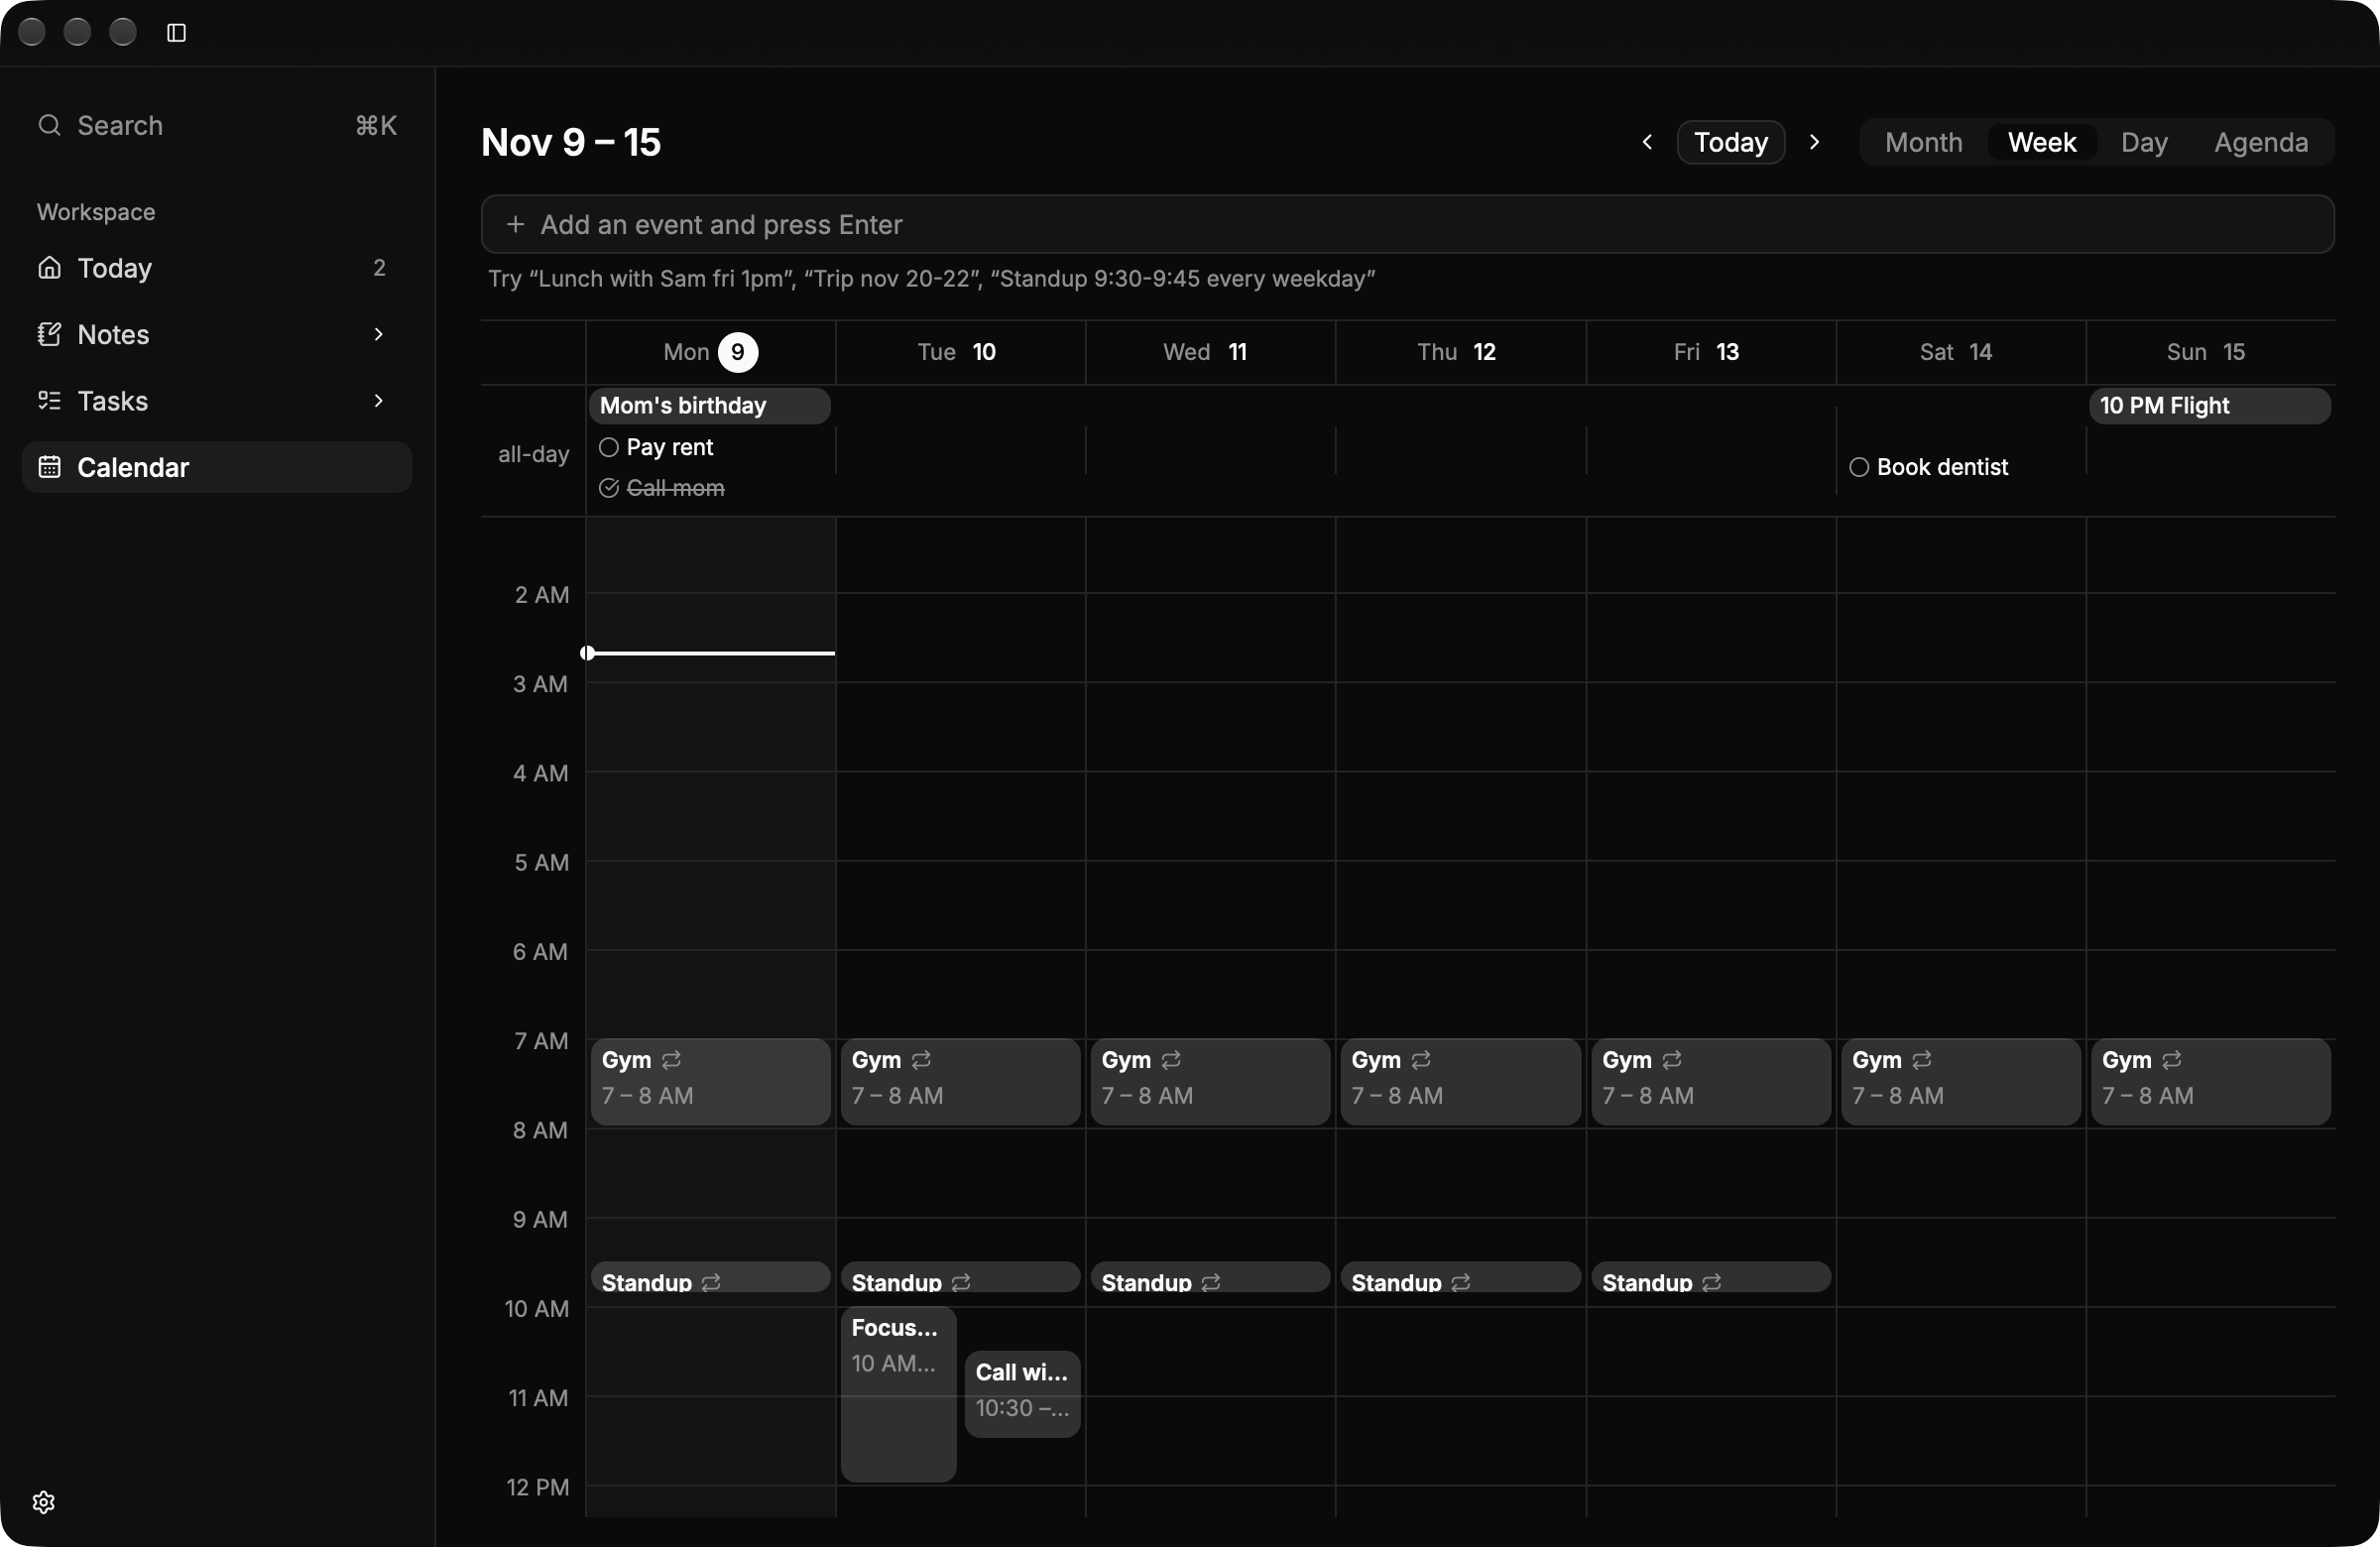 Search ⌘K
Workspace
Today 2
Notes
Tasks
Calendar
Nov 9 – 15
Today
Month Week Day Agenda
+ Add an event and press Enter
Try “Lunch with Sam fri 1pm”, “Trip nov 20-22”, “Standup 9:30-9:45 every weekday”
Mon 9 Tue 10 Wed 11 Thu 12 Fri 13 Sat 14 Sun 15
all-day
Mom's birthday
Pay rent
Call mom
Book dentist
10 PM Flight
2 AM
3 AM
4 AM
5 AM
6 AM
7 AM
Gym Gym Gym Gym Gym Gym Gym
7 – 8 AM 7 – 8 AM 7 – 8 AM 7 – 8 AM 7 – 8 AM 7 – 8 AM 7 – 8 AM
8 AM
9 AM
Standup Standup Standup Standup Standup
10 AM
Focus...
10 AM...
Call wi...
10:30 –...
11 AM
12 PM